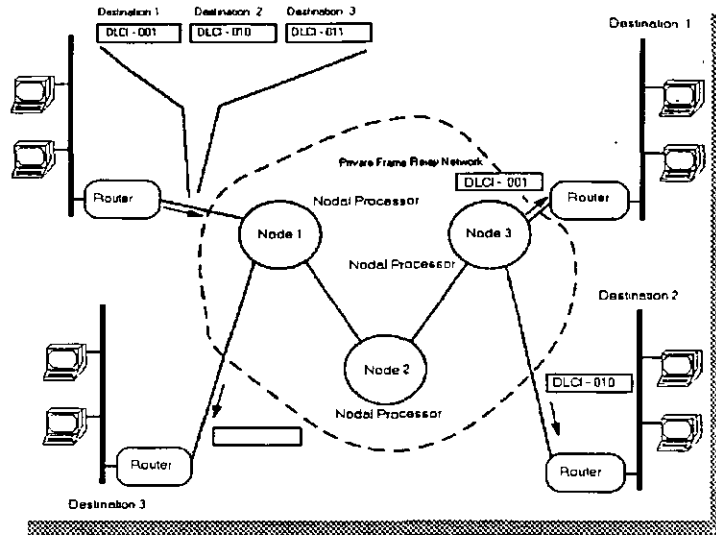 Destination 1 Destination 2 Destination 3
DLCI - 001 DLCI - 010 DLCI - 011
Destination 1
Private Frame Relay Network
DLCI - 001
Router
Nodal Processor
Router
Node 1
Node 3
Nodal Processor
Destination 2
Node 2
DLCI - 010
Nodal Processor
Router
Router
Destination 3